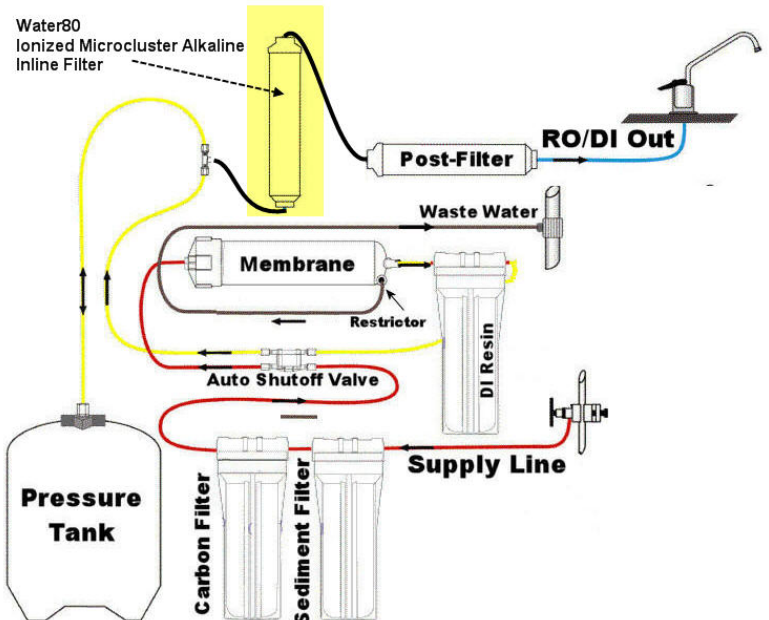 Water80
Ionized Microcluster Alkaline
Inline Filter
Post-Filter
RO/DI Out
Waste Water
Membrane
Restrictor
DI Resin
Auto Shutoff Valve
Supply Line
Pressure
Tank
Carbon Filter
Sediment Filter